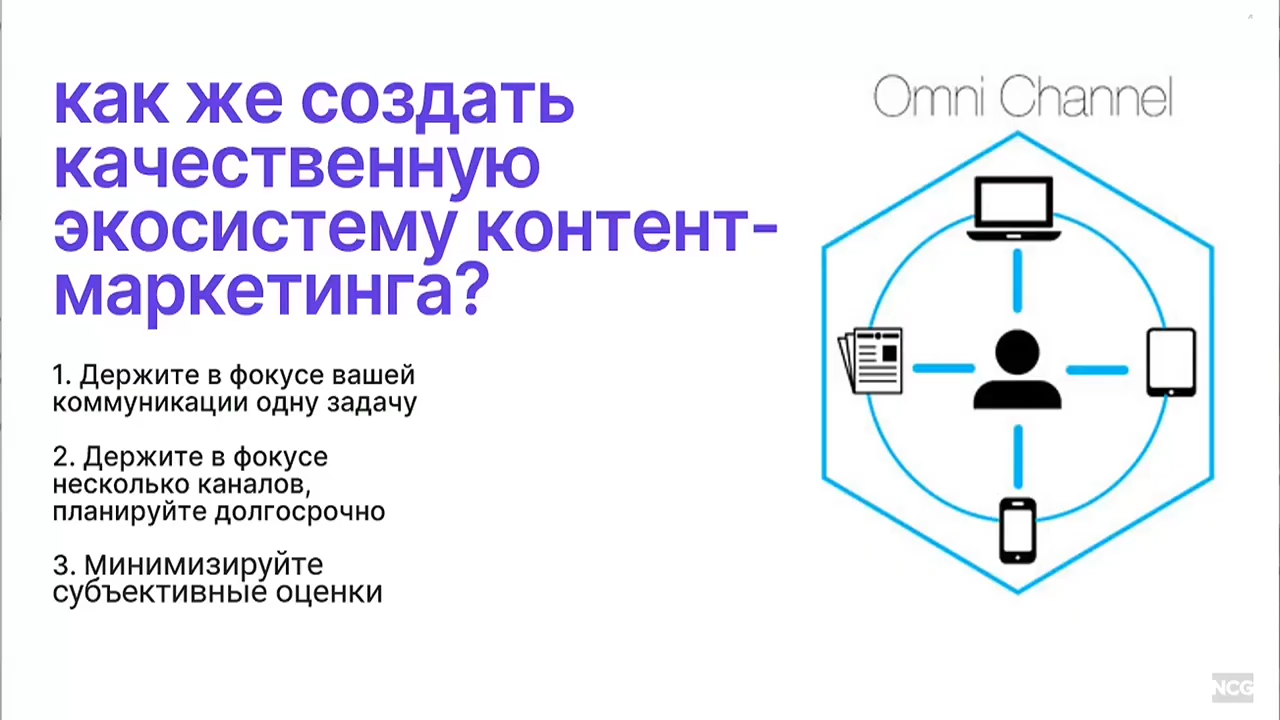 как же создать
качественную
экосистему контент-
маркетинга?
1. Держите в фокусе вашей
коммуникации одну задачу
2. Держите в фокусе
несколько каналов,
планируйте долгосрочно
3. Минимизируйте
субъективные оценки
Omni Channel
NCG